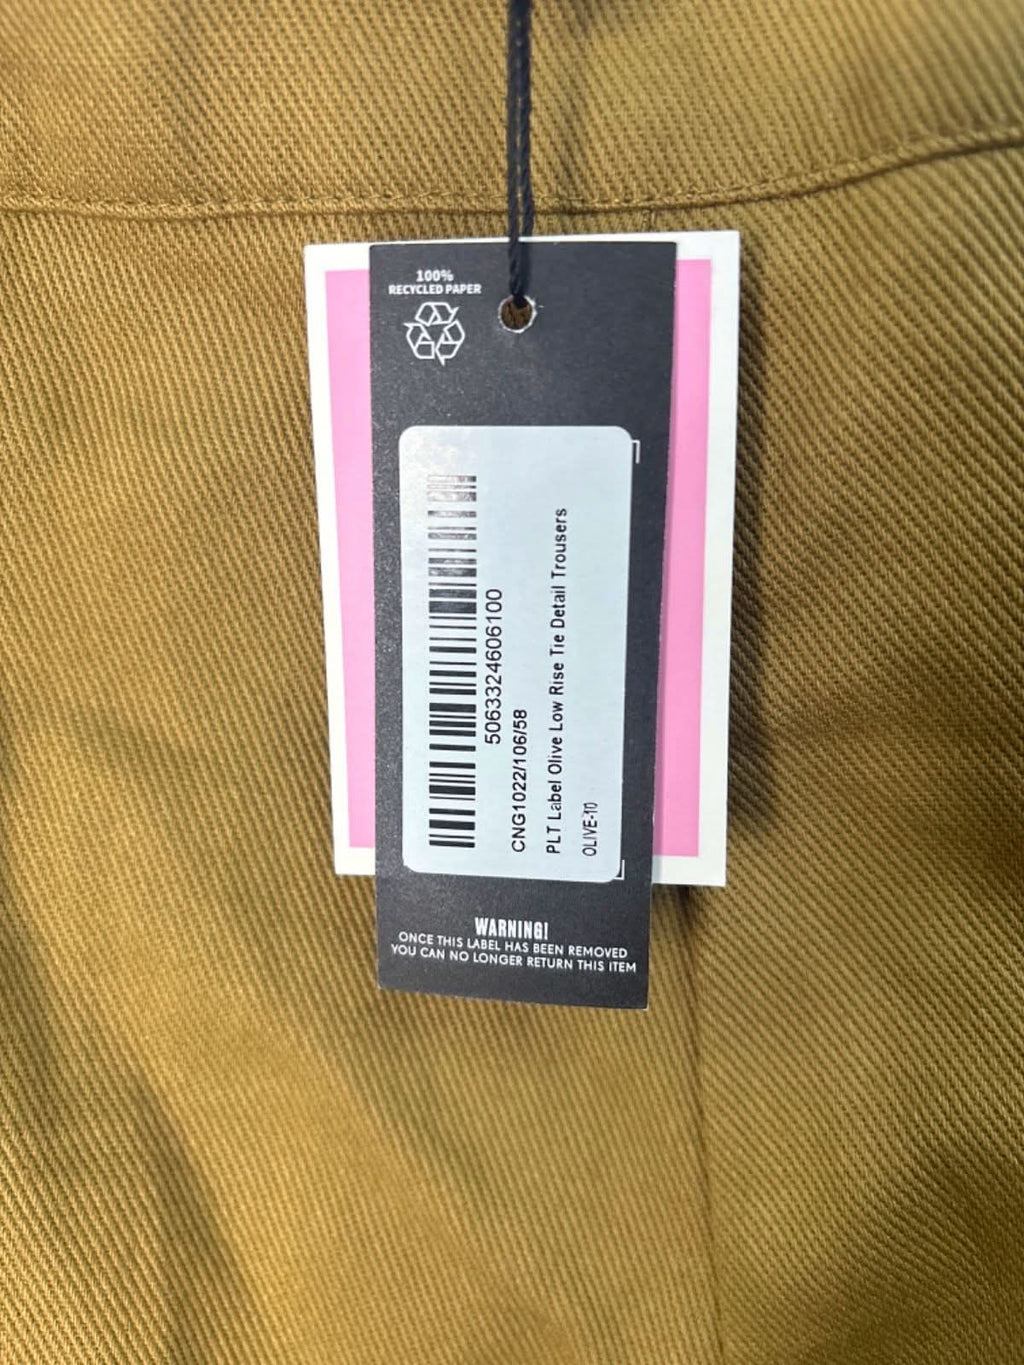 100%
RECYCLED PAPER
5063324606100
CNG1022/106/58
PLT Label Olive Low Rise Tie Detail Trousers
OLIVE-10
WARNING!
ONCE THIS LABEL HAS BEEN REMOVED
YOU CAN NO LONGER RETURN THIS ITEM